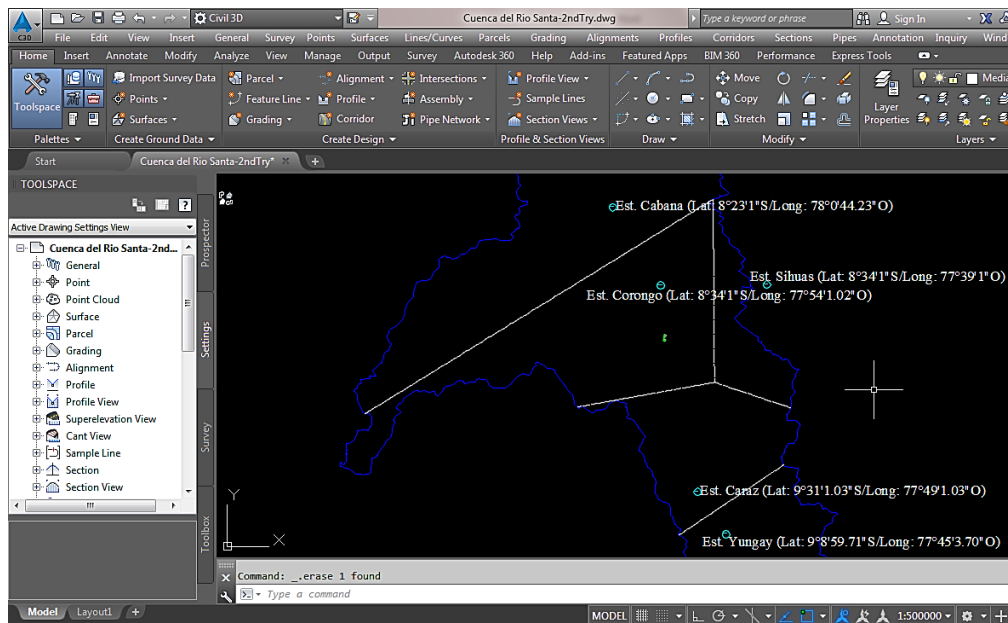 Civil 3D Cuenca del Rio Santa-2ndTry.dwg Type a keyword or phrase Sign In
C3D
File Edit View Insert General Survey Points Surfaces Lines/Curves Parcels Grading Alignments Profiles Corridors Sections Pipes Annotation Inquiry Wind
Home Insert Annotate Modify Analyze View Manage Output Survey Autodesk 360 Help Add-ins Featured Apps BIM 360 Performance Express Tools
Import Survey Data Parcel Alignment Intersections Profile View Move Media
Toolspace Points Feature Line Profile Assembly Sample Lines Copy Layer
Surfaces Grading Corridor Pipe Network Section Views Stretch Properties
Palettes Create Ground Data Create Design Profile & Section Views Draw Modify Layers
Start Cuenca del Rio Santa-2ndTry* +
TOOLSPACE
?
Active Drawing Settings View
Cuenca del Rio Santa-2nd...
General
Point
Point Cloud
Surface
Parcel
Grading
Alignment
Profile
Profile View
Superelevation View
Cant View
Sample Line
Section
Section View
Prospector
Settings
Survey
Toolbox
Est. Cabana (Lat: 8°23'1"S/Long: 78°0'44.23"O)
Est. Sihuas (Lat: 8°34'1"S/Long: 77°39'1"O)
Est. Corongo (Lat: 8°34'1"S/Long: 77°54'1.02"O)
Est. Caraz (Lat: 9°31'1.03"S/Long: 77°49'1.03"O)
Est. Yungay (Lat: 9°8'59.71"S/Long: 77°45'3.70"O)
Y
X
Command: _.erase 1 found
Type a command
Model Layout1 +
MODEL 1:500000